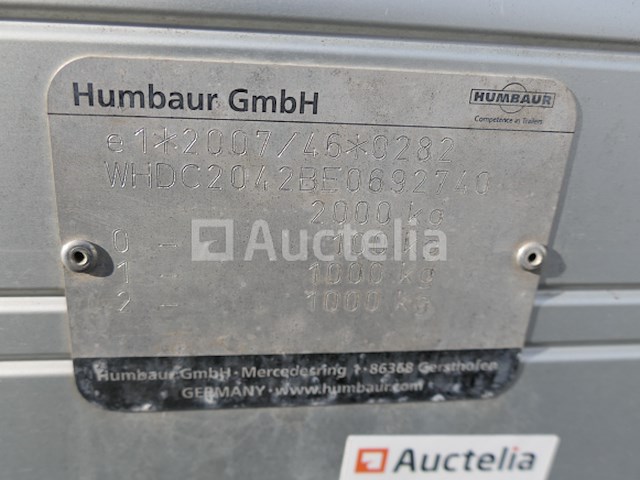 Humbaur GmbH
HUMBAUR
Competence in Trailers
e1*2007/46*0282
WHDC2042BE0692740
2000 kg
0 - kg
1 - 1000 kg
2 - 1000 kg
Auctelia
Humbaur GmbH · Mercedesring 1 · 86368 Gersthofen
GERMANY · www.humbaur.com
Auctelia